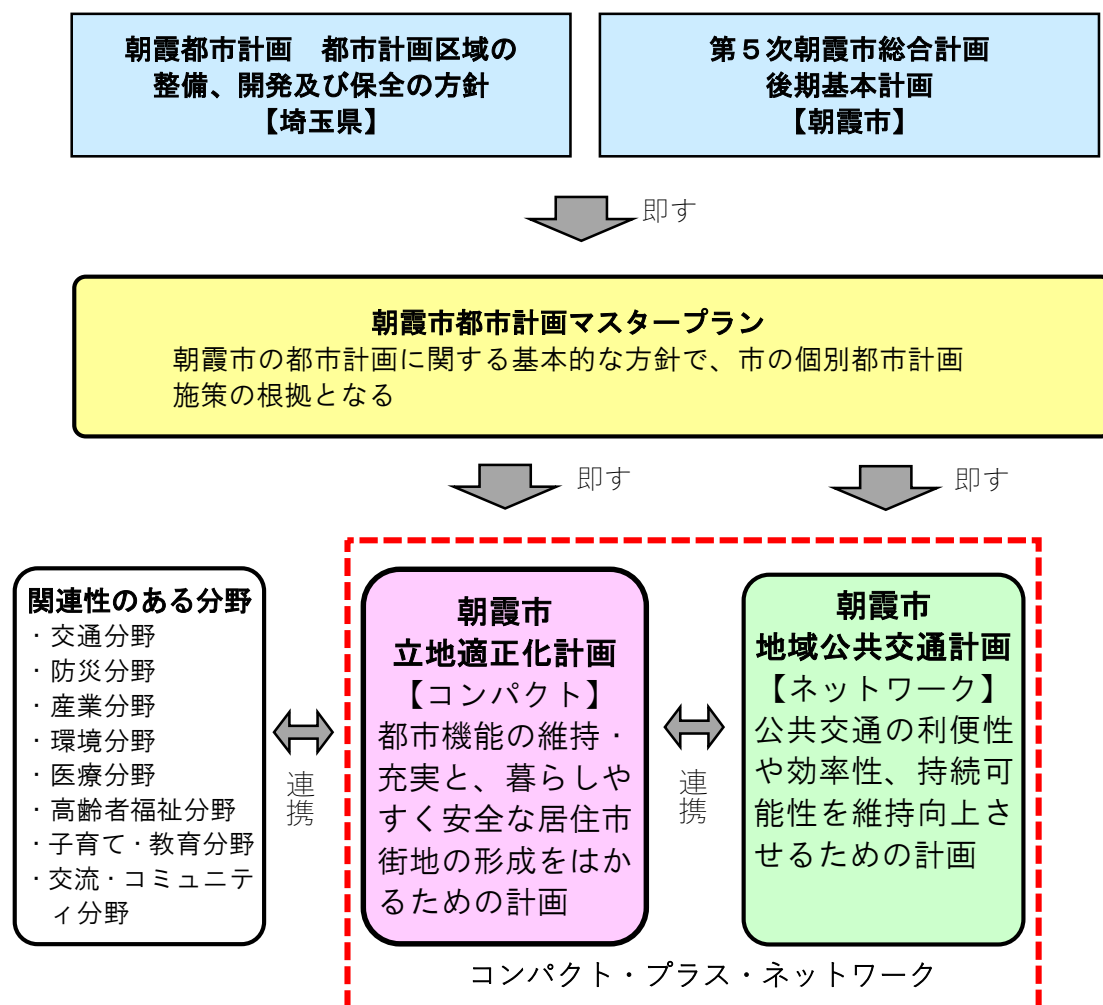 朝霞都市計画　都市計画区域の
整備、開発及び保全の方針
【埼玉県】
第５次朝霞市総合計画
後期基本計画
【朝霞市】
即す
朝霞市都市計画マスタープラン
朝霞市の都市計画に関する基本的な方針で、市の個別都市計画
施策の根拠となる
即す
即す
関連性のある分野
・交通分野
・防災分野
・産業分野
・環境分野
・医療分野
・高齢者福祉分野
・子育て・教育分野
・交流・コミュニテ
ィ分野
連携
朝霞市
立地適正化計画
【コンパクト】
都市機能の維持・
充実と、暮らしや
すく安全な居住市
街地の形成をはか
るための計画
連携
朝霞市
地域公共交通計画
【ネットワーク】
公共交通の利便性
や効率性、持続可
能性を維持向上さ
せるための計画
コンパクト・プラス・ネットワーク